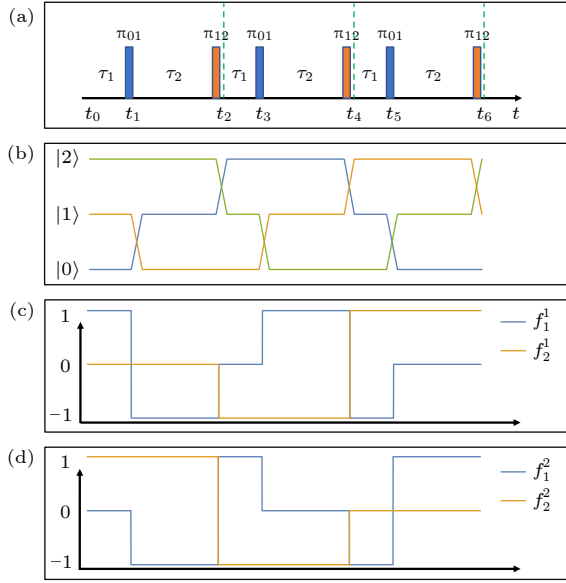 (a)
π01 π12 π01 π12 π01 π12
τ1 τ2 τ1 τ2 τ1 τ2
t0 t1 t2 t3 t4 t5 t6 t
(b)
|2⟩
|1⟩
|0⟩
(c)
1
0
−1
f₁¹
f₂¹
(d)
1
0
−1
f₁²
f₂²